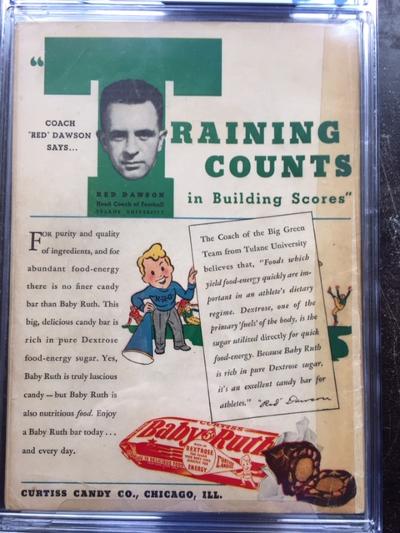 "TRAINING
COUNTS
in Building Scores"
COACH
"RED" DAWSON
SAYS...
RED DAWSON
Head Coach of Football
TULANE UNIVERSITY
FOR purity and quality
of ingredients, and for
abundant food-energy
there is no finer candy
bar than Baby Ruth. This
big, delicious candy bar is
rich in pure Dextrose
food-energy sugar. Yes,
Baby Ruth is truly luscious
candy—but Baby Ruth is
also nutritious food. Enjoy
a Baby Ruth bar today...
and every day.
The Coach of the Big Green
Team from Tulane University
believes that, "Foods which
yield food-energy quickly are im-
portant in an athlete's dietary
regime. Dextrose, one of the
primary 'fuels' of the body, is the
sugar utilized directly for quick
food-energy. Because Baby Ruth
is rich in pure Dextrose sugar,
it's an excellent candy bar for
athletes." "Red" Dawson
CURTISS
Baby Ruth
RICH IN
DEXTROSE
ENERGY
CURTISS CANDY CO., CHICAGO, ILL.